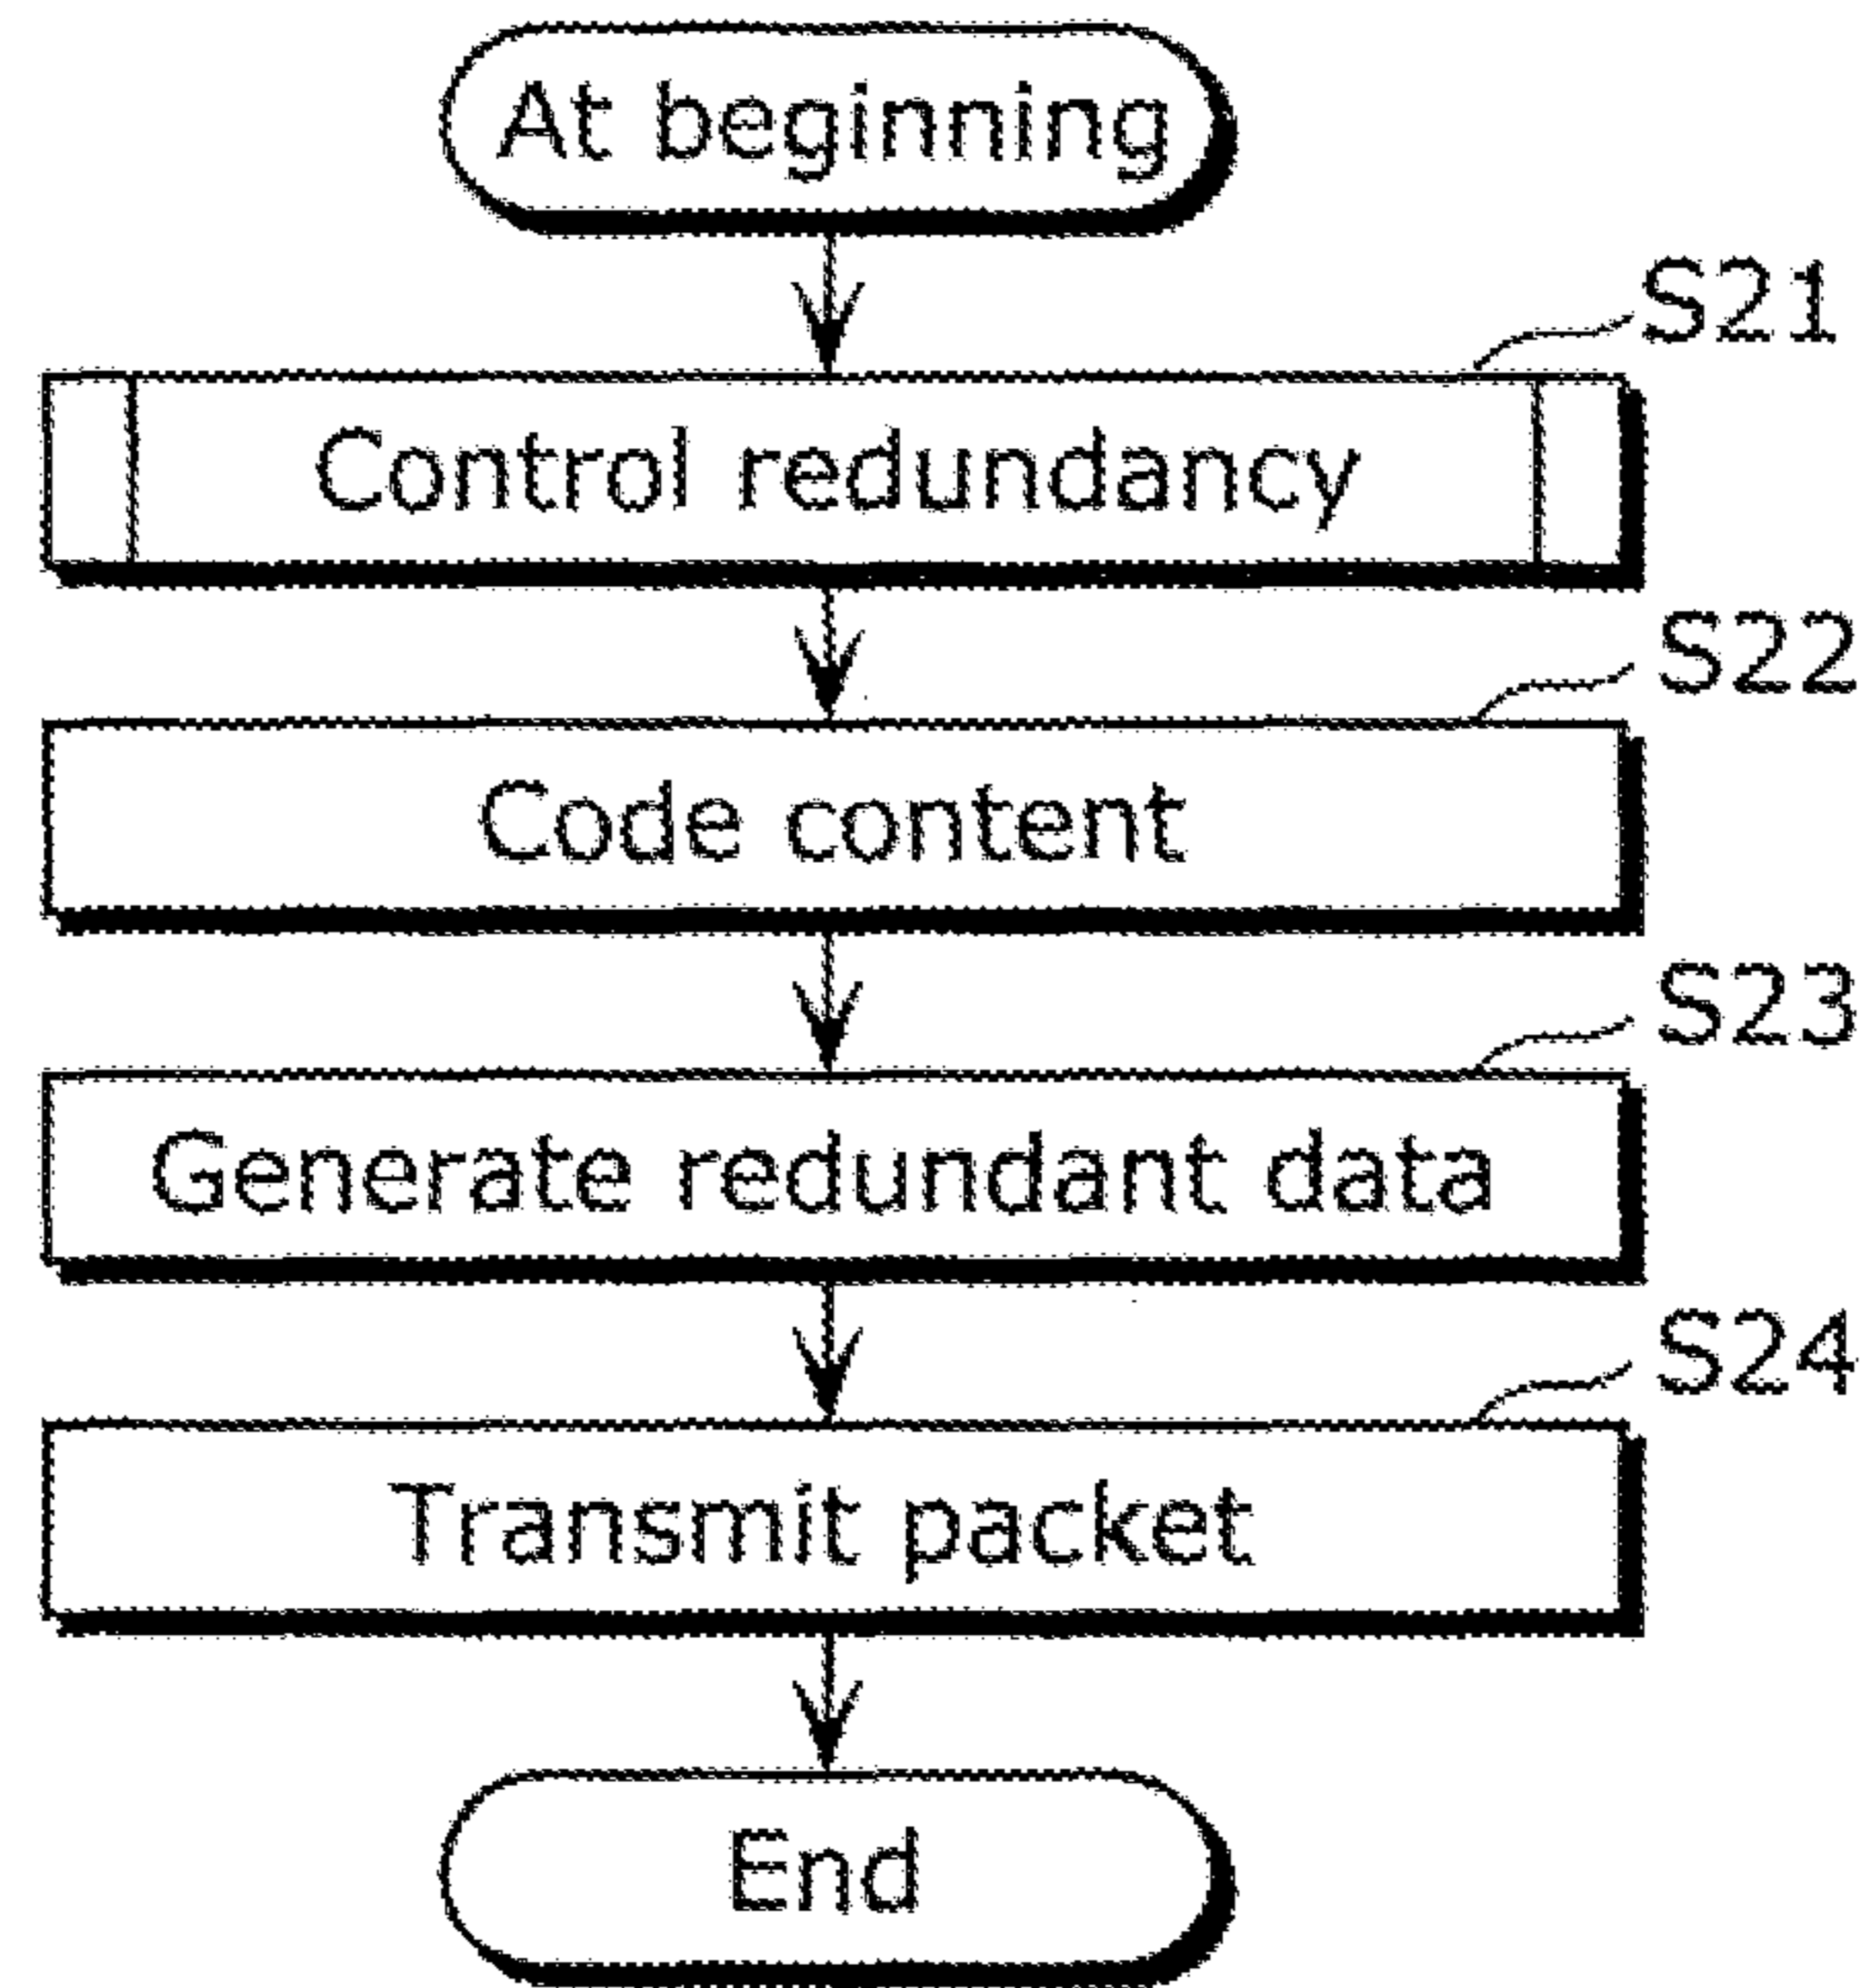 At beginning
S21
Control redundancy
S22
Code content
S23
Generate redundant data
S24
Transmit packet
End